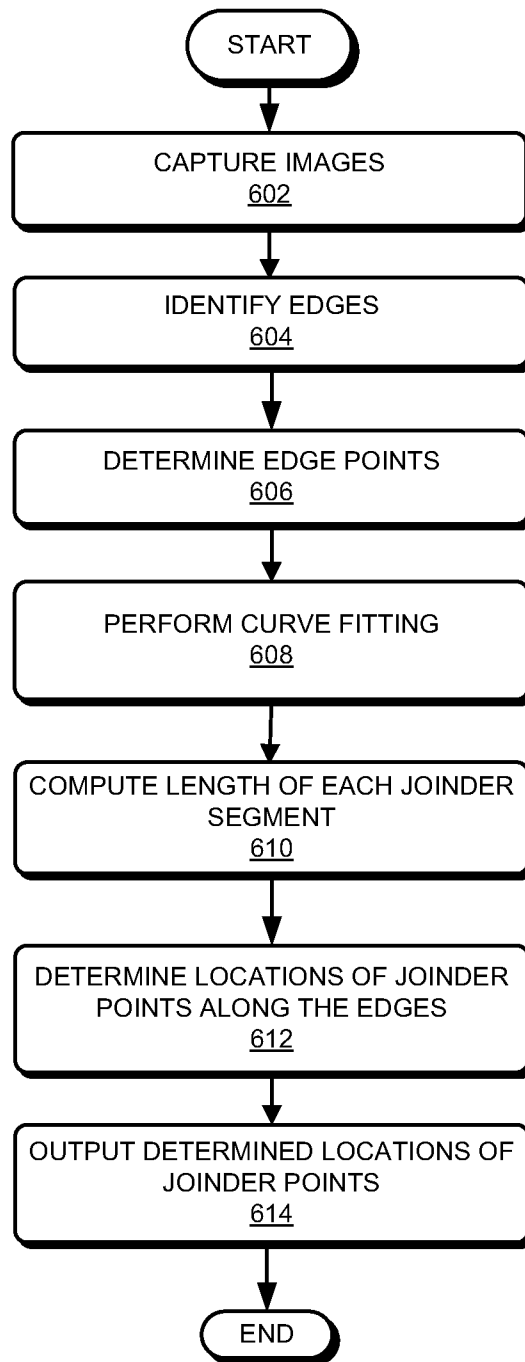 START
CAPTURE IMAGES
602
IDENTIFY EDGES
604
DETERMINE EDGE POINTS
606
PERFORM CURVE FITTING
608
COMPUTE LENGTH OF EACH JOINDER
SEGMENT
610
DETERMINE LOCATIONS OF JOINDER
POINTS ALONG THE EDGES
612
OUTPUT DETERMINED LOCATIONS OF
JOINDER POINTS
614
END